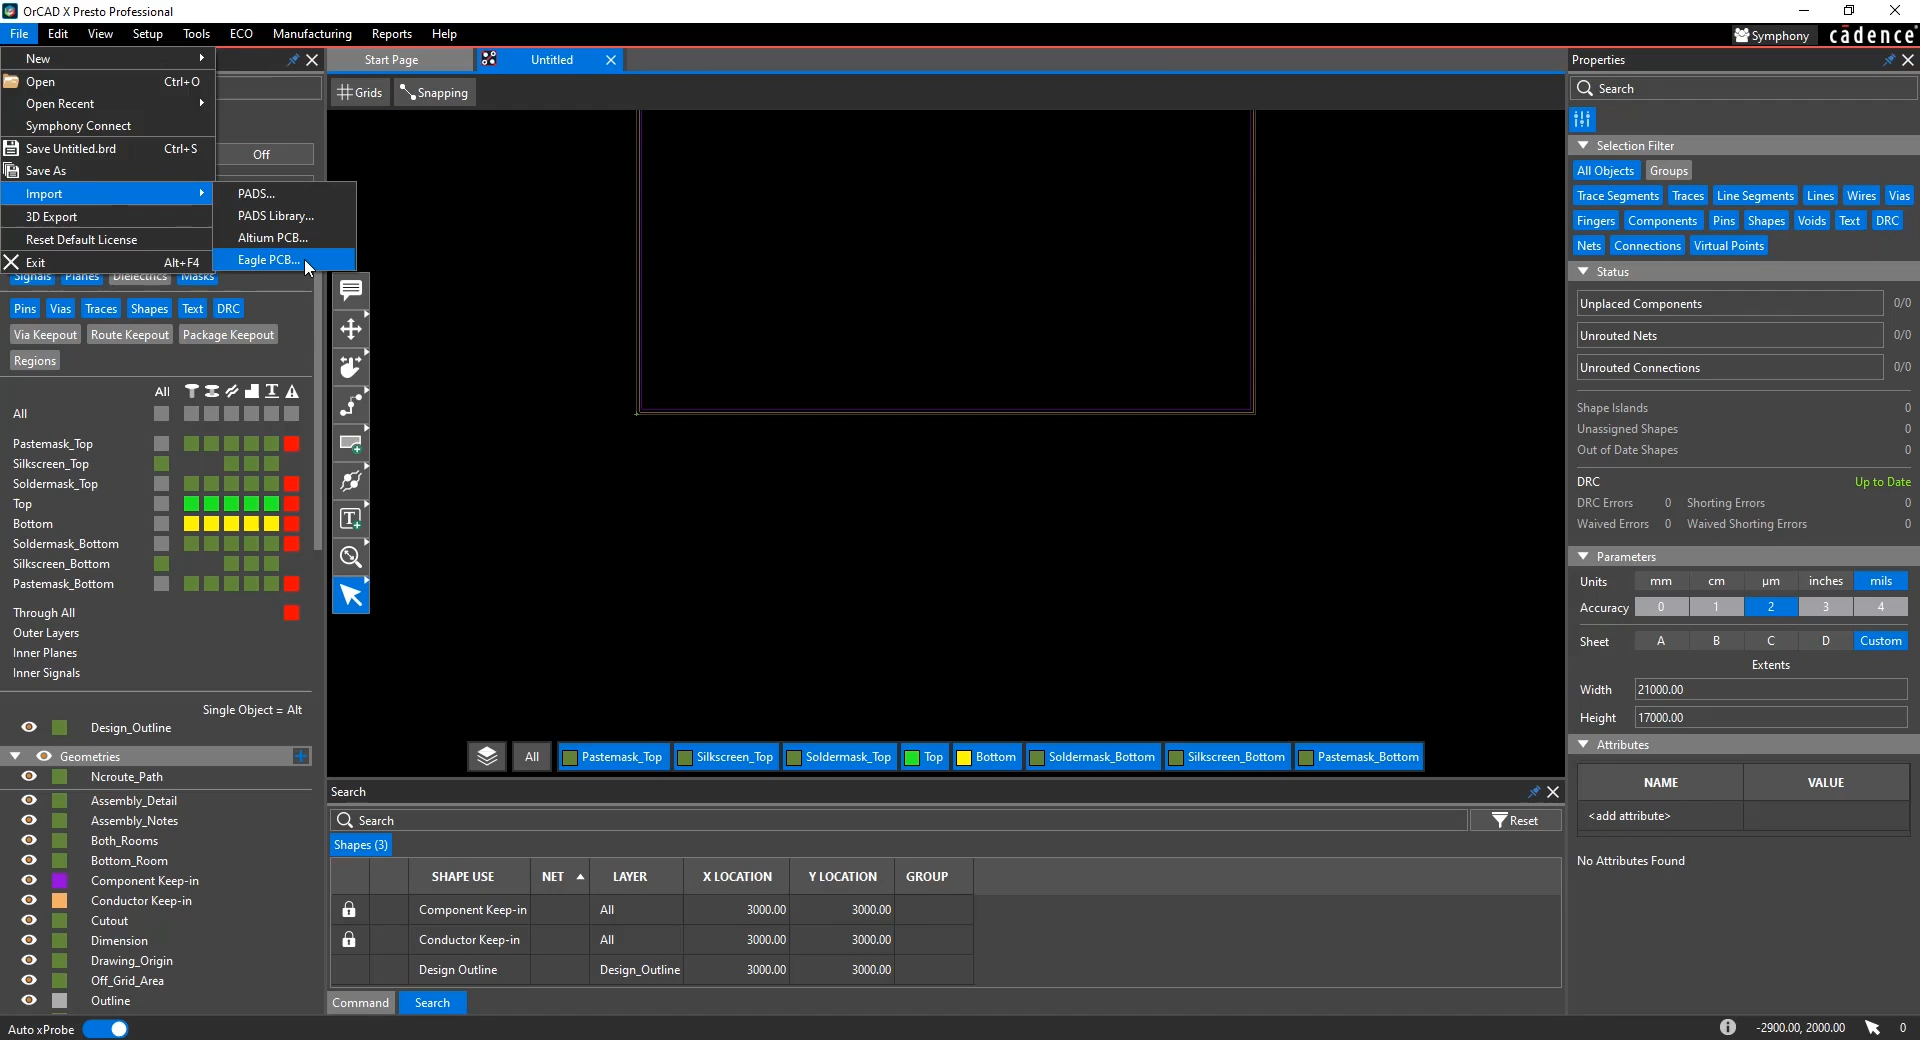 OrCAD X Presto Professional
File Edit View Setup Tools ECO Manufacturing Reports Help
Symphony cādence
New
Open Ctrl+O
Open Recent
Symphony Connect
Save Untitled.brd Ctrl+S
Save As
Import
3D Export
Reset Default License
Exit Alt+F4
PADS...
PADS Library...
Altium PCB...
Eagle PCB...
Off
Signals Planes Dielectrics Masks
Pins Vias Traces Shapes Text DRC
Via Keepout Route Keepout Package Keepout
Regions
All
All
Pastemask_Top
Silkscreen_Top
Soldermask_Top
Top
Bottom
Soldermask_Bottom
Silkscreen_Bottom
Pastemask_Bottom
Through All
Outer Layers
Inner Planes
Inner Signals
Single Object = Alt
Design_Outline
Geometries
Ncroute_Path
Assembly_Detail
Assembly_Notes
Both_Rooms
Bottom_Room
Component Keep-in
Conductor Keep-in
Cutout
Dimension
Drawing_Origin
Off_Grid_Area
Outline
Auto xProbe
Start Page Untitled
Grids Snapping
All Pastemask_Top Silkscreen_Top Soldermask_Top Top Bottom Soldermask_Bottom Silkscreen_Bottom Pastemask_Bottom
Search
Search Reset
Shapes (3)
SHAPE USE NET LAYER X LOCATION Y LOCATION GROUP
Component Keep-in All 3000.00 3000.00
Conductor Keep-in All 3000.00 3000.00
Design Outline Design_Outline 3000.00 3000.00
Command Search
Properties
Search
Selection Filter
All Objects Groups
Trace Segments Traces Line Segments Lines Wires Vias
Fingers Components Pins Shapes Voids Text DRC
Nets Connections Virtual Points
Status
Unplaced Components 0/0
Unrouted Nets 0/0
Unrouted Connections 0/0
Shape Islands 0
Unassigned Shapes 0
Out of Date Shapes 0
DRC Up to Date
DRC Errors 0 Shorting Errors 0
Waived Errors 0 Waived Shorting Errors 0
Parameters
Units mm cm µm inches mils
Accuracy 0 1 2 3 4
Sheet A B C D Custom
Extents
Width 21000.00
Height 17000.00
Attributes
NAME VALUE
<add attribute>
No Attributes Found
-2900.00, 2000.00 0